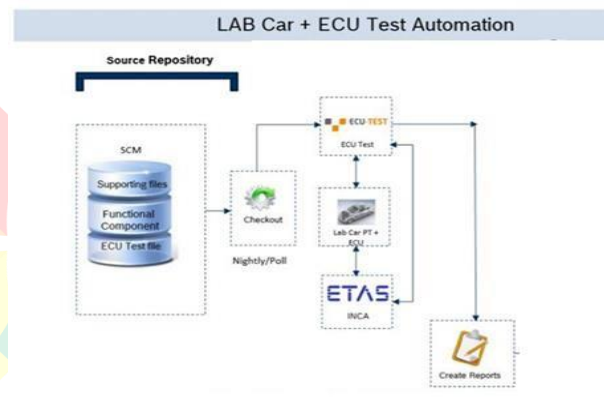 LAB Car + ECU Test Automation
Source Repository
SCM
Supporting files
Functional
Component
ECU Test file
Checkout
Nightly/Poll
ECU-TEST
ECU Test
Lab Car PT +
ECU
ETAS
INCA
Create Reports